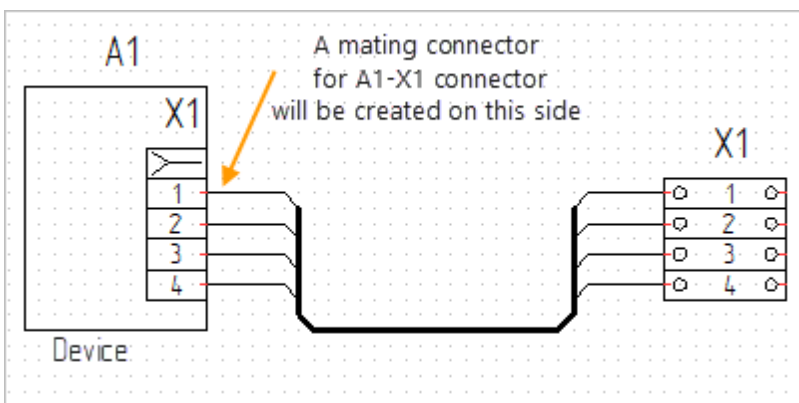 A1
A mating connector
for A1-X1 connector
will be created on this side
X1
1
2
3
4
Device
X1
1
2
3
4